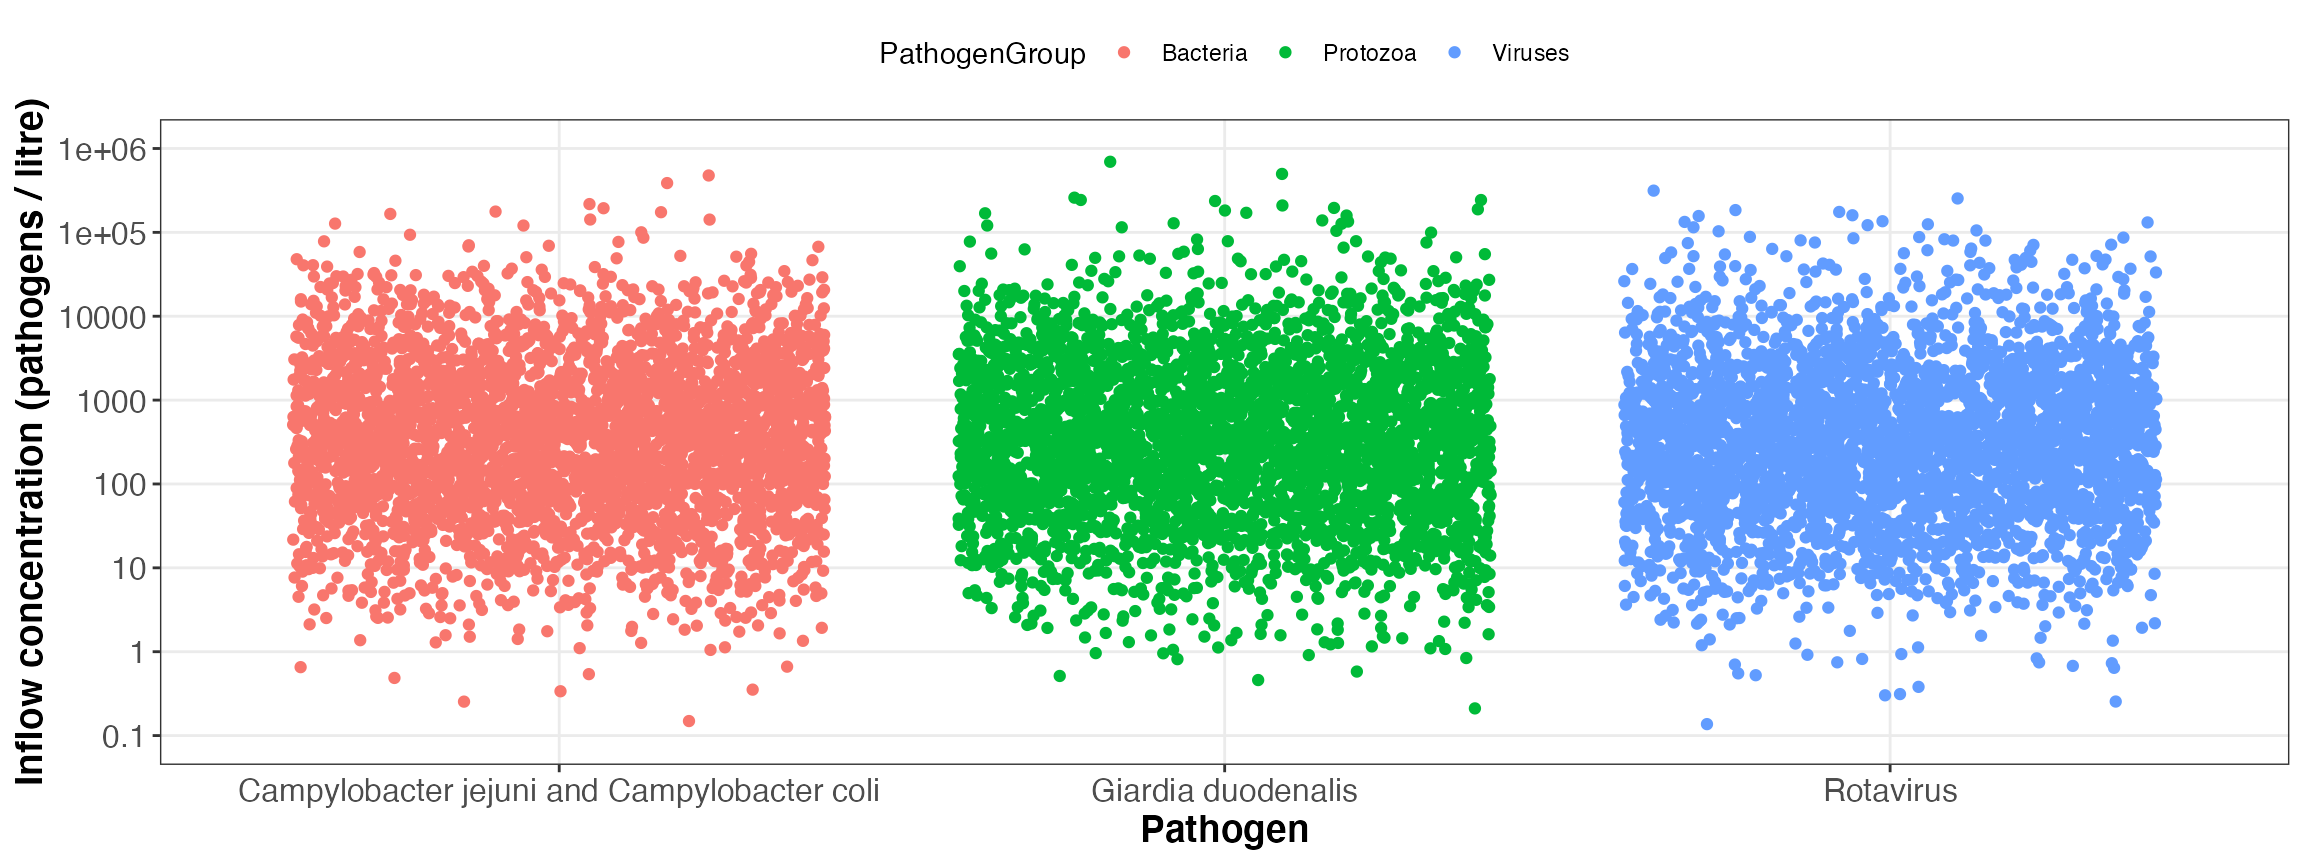 PathogenGroup Bacteria Protozoa Viruses
Inflow concentration (pathogens / litre)
1e+06
1e+05
10000
1000
100
10
1
0.1
Campylobacter jejuni and Campylobacter coli Giardia duodenalis Rotavirus
Pathogen